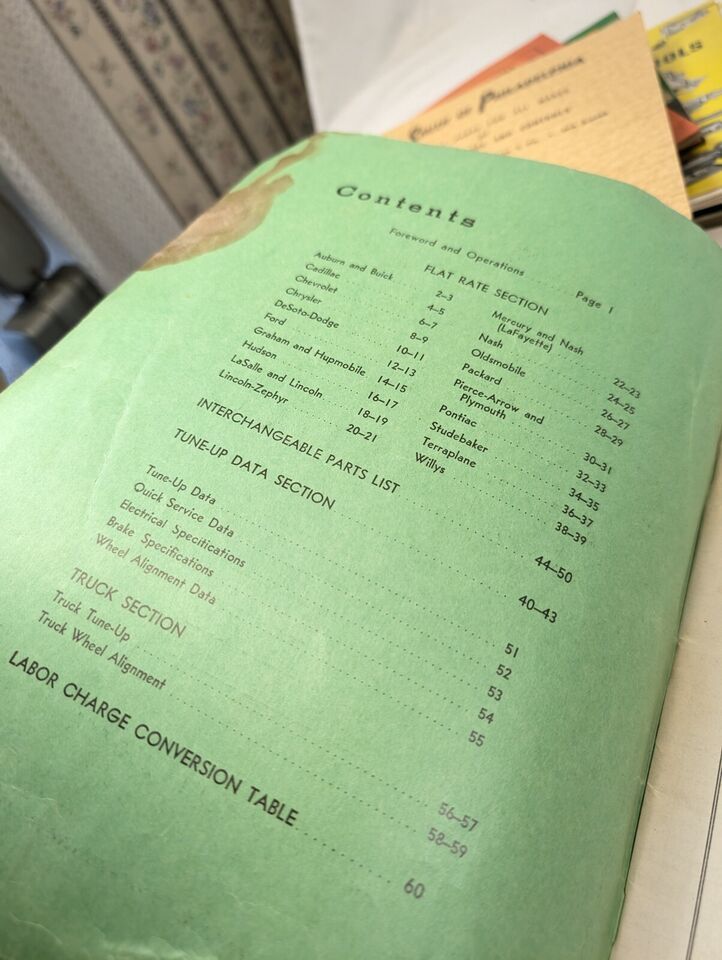 Contents
Foreword and Operations Page 1
FLAT RATE SECTION
Auburn and Buick 2–3
Cadillac 4–5
Chevrolet 6–7
Chrysler 8–9
DeSoto-Dodge 10–11
Ford 12–13
Graham and Hupmobile 14–15
Hudson 16–17
LaSalle and Lincoln 18–19
Lincoln-Zephyr 20–21
Mercury and Nash
(LaFayette) 22–23
Nash 24–25
Oldsmobile 26–27
Packard 28–29
Pierce-Arrow and
Plymouth 30–31
Pontiac 32–33
Studebaker 34–35
Terraplane 36–37
Willys 38–39
INTERCHANGEABLE PARTS LIST 44–50
TUNE-UP DATA SECTION 40–43
Tune-Up Data 51
Quick Service Data 52
Electrical Specifications 53
Brake Specifications 54
Wheel Alignment Data 55
TRUCK SECTION
Truck Tune-Up 56–57
Truck Wheel Alignment 58–59
LABOR CHARGE CONVERSION TABLE 60
Philadelphia
OLS